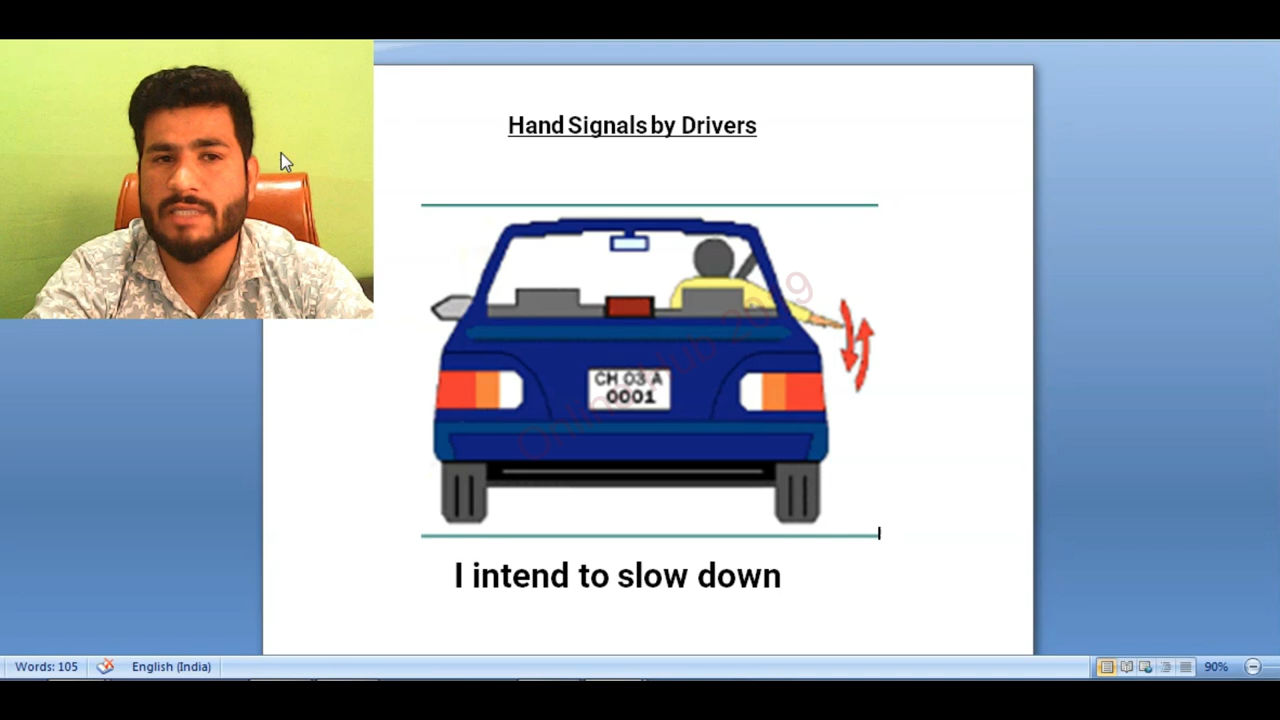 Hand Signals by Drivers
CH 03 A
0001
I intend to slow down
Words: 105
English (India)
90%